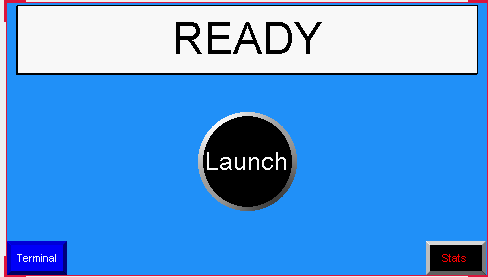 READY
Launch
Terminal
Stats